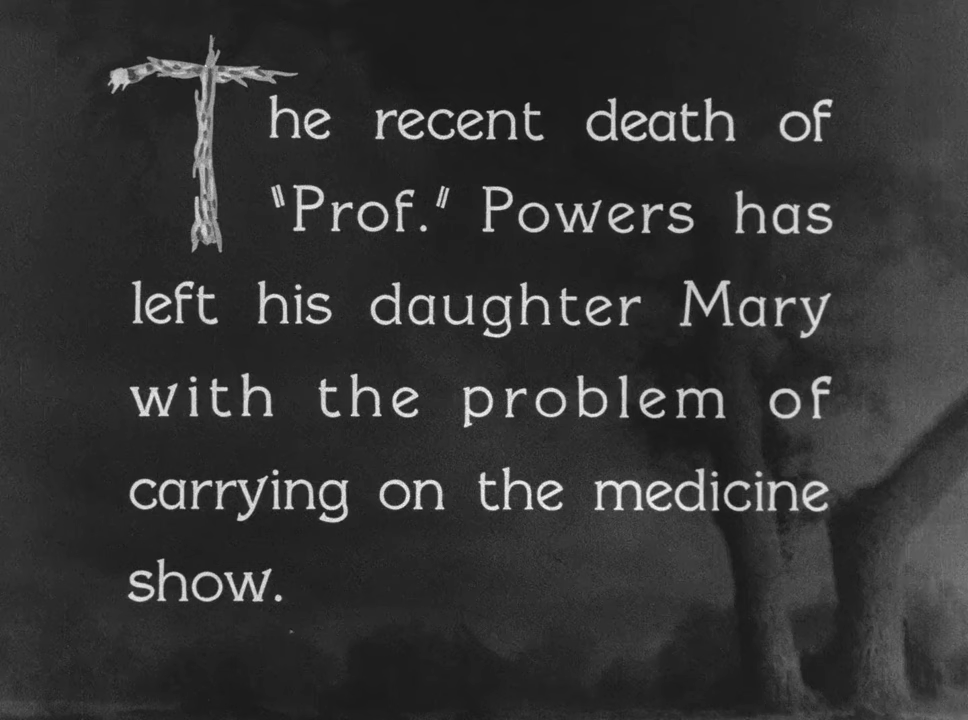 The recent death of
"Prof." Powers has
left his daughter Mary
with the problem of
carrying on the medicine
show.